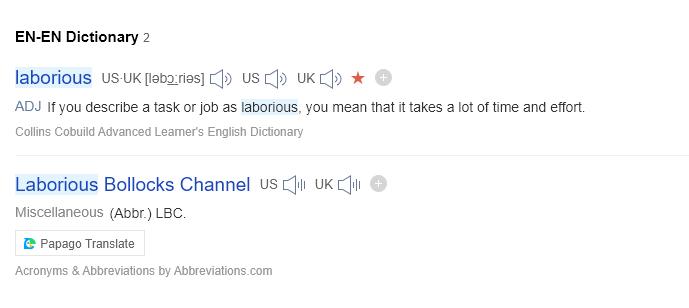 EN-EN Dictionary 2
laborious US·UK [ləbɔːriəs] US UK
ADJ If you describe a task or job as laborious, you mean that it takes a lot of time and effort.
Collins Cobuild Advanced Learner's English Dictionary
Laborious Bollocks Channel US UK
Miscellaneous (Abbr.) LBC.
Papago Translate
Acronyms & Abbreviations by Abbreviations.com